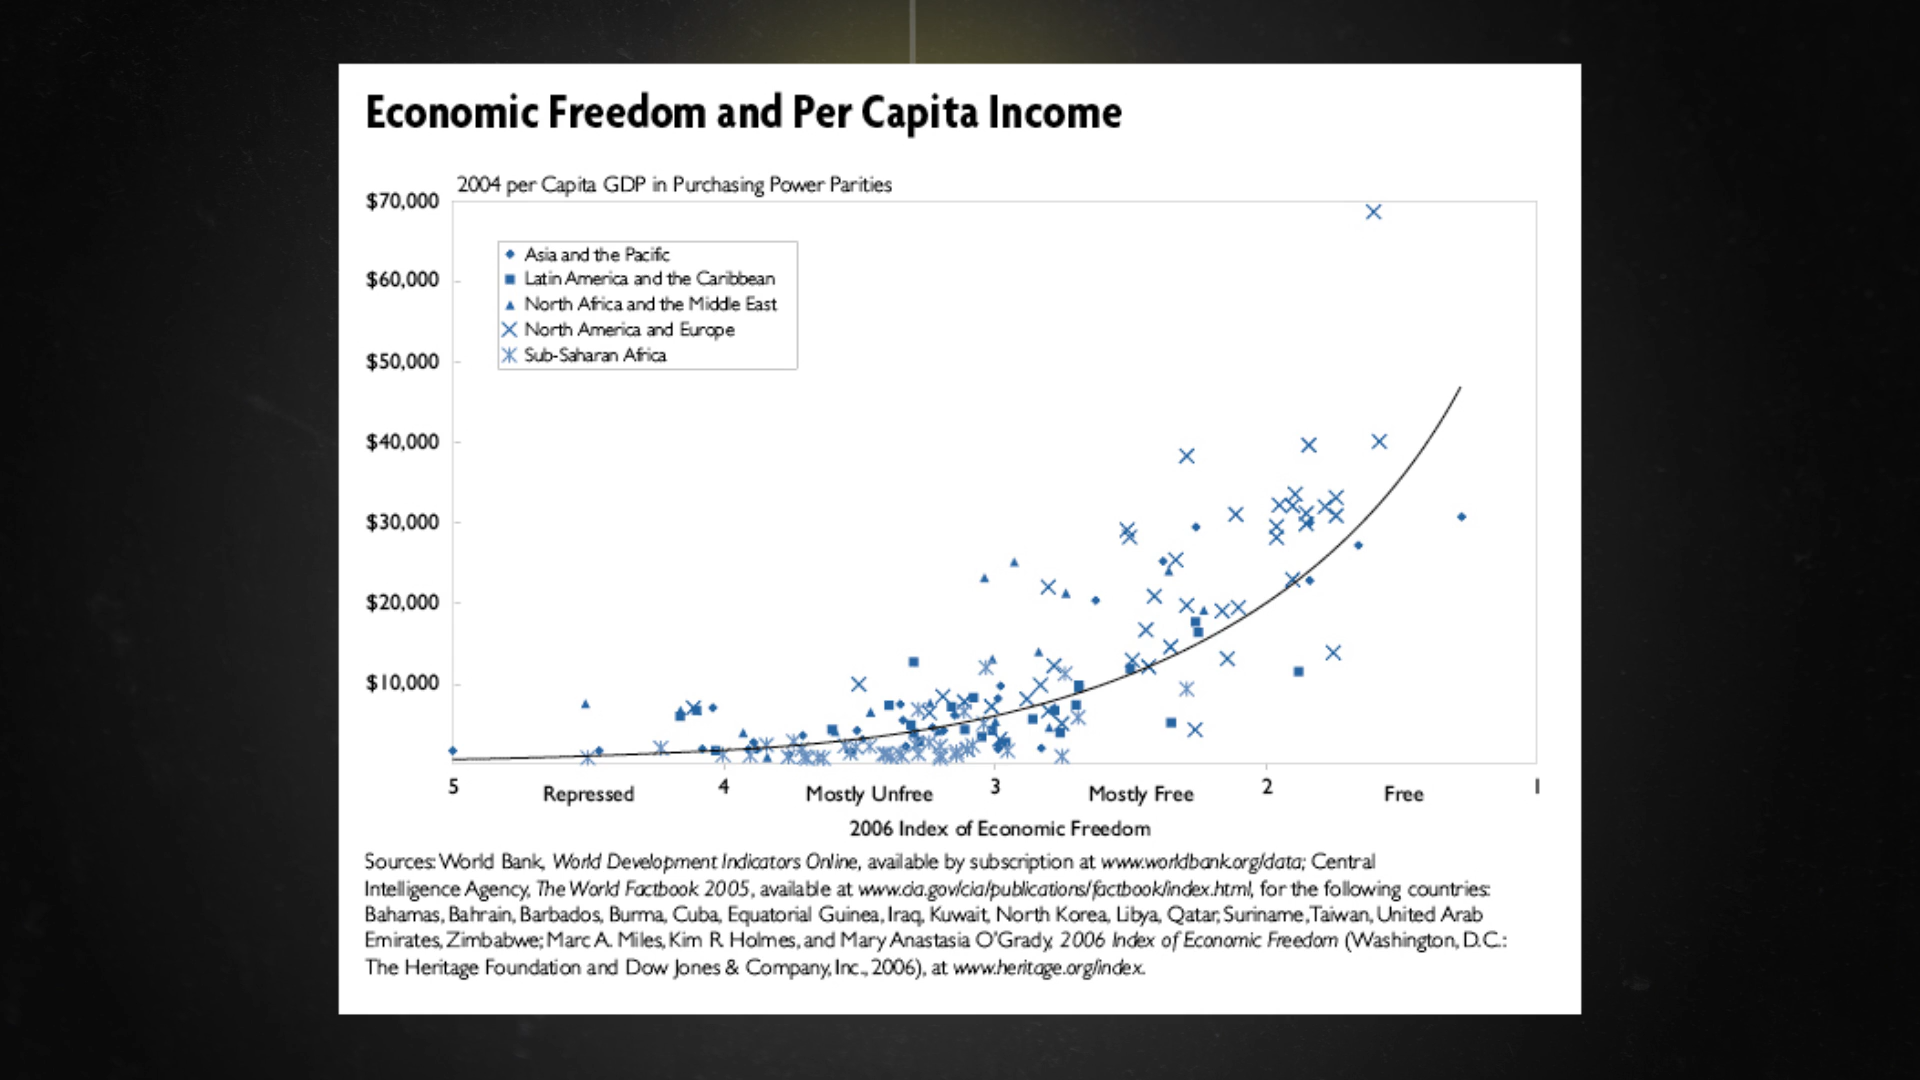 Economic Freedom and Per Capita Income
2004 per Capita GDP in Purchasing Power Parities
$70,000
$60,000
$50,000
$40,000
$30,000
$20,000
$10,000
Asia and the Pacific
Latin America and the Caribbean
North Africa and the Middle East
North America and Europe
Sub-Saharan Africa
5 4 3 2 1
Repressed Mostly Unfree Mostly Free Free
2006 Index of Economic Freedom
Sources: World Bank, World Development Indicators Online, available by subscription at www.worldbank.org/data; Central
Intelligence Agency, The World Factbook 2005, available at www.cia.gov/cia/publications/factbook/index.html, for the following countries:
Bahamas, Bahrain, Barbados, Burma, Cuba, Equatorial Guinea, Iraq, Kuwait, North Korea, Libya, Qatar, Suriname, Taiwan, United Arab
Emirates, Zimbabwe; Marc A. Miles, Kim R. Holmes, and Mary Anastasia O'Grady, 2006 Index of Economic Freedom (Washington, D.C.:
The Heritage Foundation and Dow Jones & Company, Inc., 2006), at www.heritage.org/index.